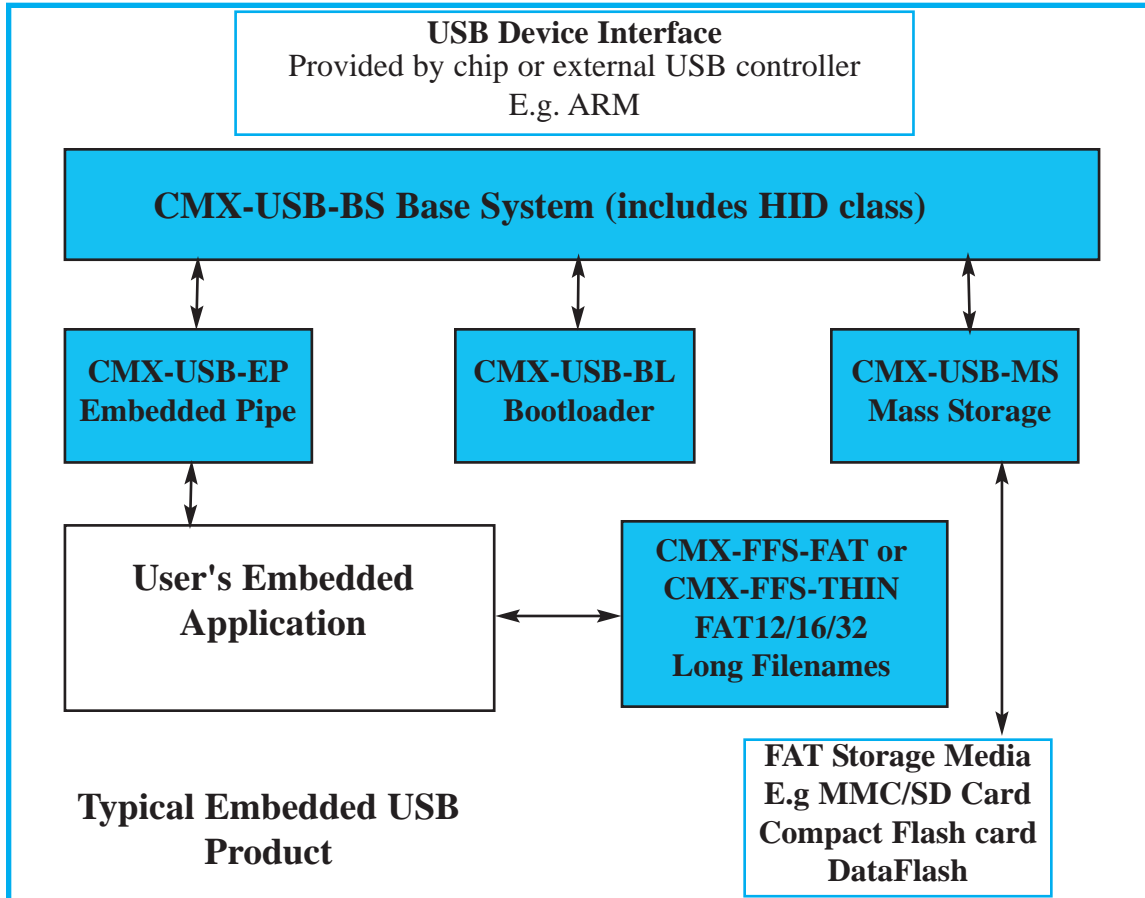 USB Device Interface
Provided by chip or external USB controller
E.g. ARM
CMX-USB-BS Base System (includes HID class)
CMX-USB-EP
Embedded Pipe
CMX-USB-BL
Bootloader
CMX-USB-MS
Mass Storage
User's Embedded
Application
CMX-FFS-FAT or
CMX-FFS-THIN
FAT12/16/32
Long Filenames
FAT Storage Media
E.g MMC/SD Card
Compact Flash card
DataFlash
Typical Embedded USB
Product